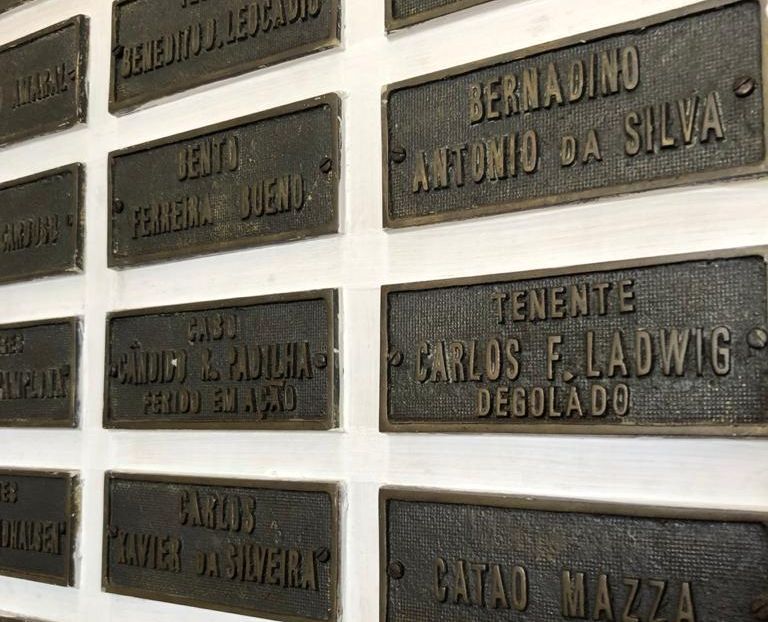 AMARAL
CARDOSO
BENEDITO D. LEOCADIO
BENTO
FERREIRA BUENO
CABO
CÂNDIDO R. PADILHA
FERIDO EM AÇÃO
CARLOS
XAVIER DA SILVEIRA
BERNADINO
ANTONIO DA SILVA
TENENTE
CARLOS F. LADWIG
DEGOLADO
CATAO MAZZA